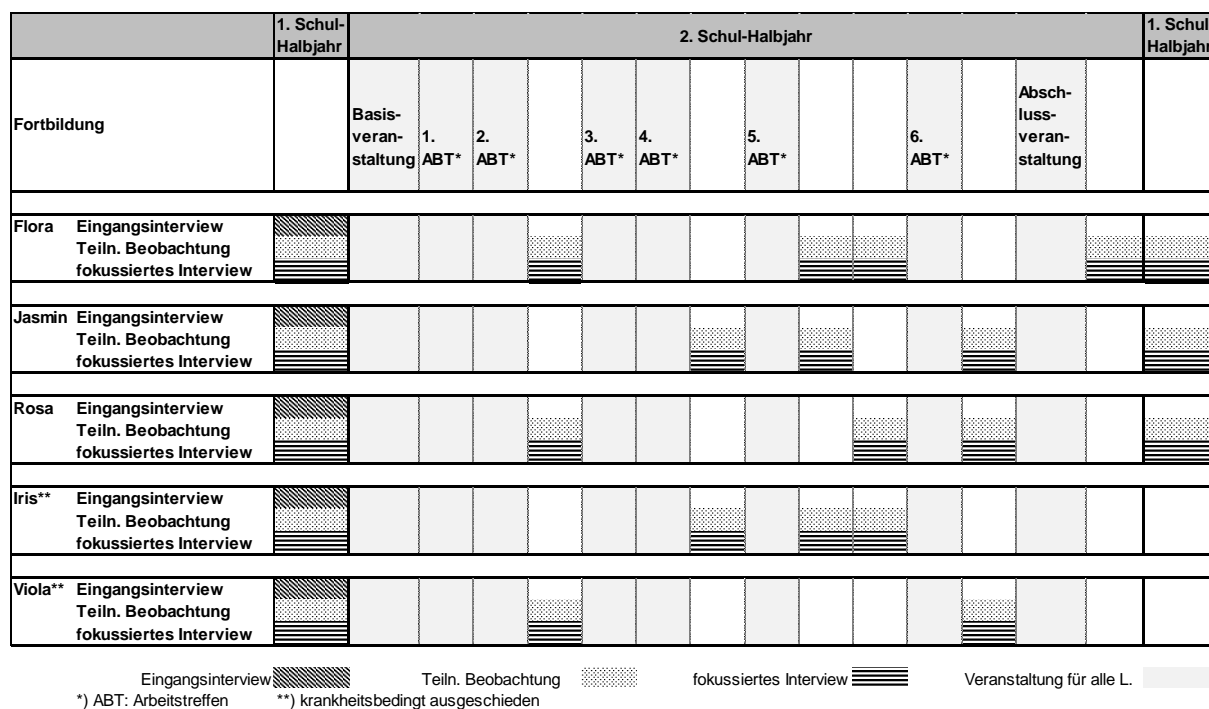 1. Schul-
Halbjahr
2. Schul-Halbjahr
1. Schul
Halbjahr
Fortbildung
Basis-
veran-
staltung
1.
ABT*
2.
ABT*
3.
ABT*
4.
ABT*
5.
ABT*
6.
ABT*
Absch-
luss-
veran-
staltung
Flora Eingangsinterview
Teiln. Beobachtung
fokussiertes Interview
Jasmin Eingangsinterview
Teiln. Beobachtung
fokussiertes Interview
Rosa Eingangsinterview
Teiln. Beobachtung
fokussiertes Interview
Iris** Eingangsinterview
Teiln. Beobachtung
fokussiertes Interview
Viola** Eingangsinterview
Teiln. Beobachtung
fokussiertes Interview
Eingangsinterview Teiln. Beobachtung fokussiertes Interview Veranstaltung für alle L.
*) ABT: Arbeitstreffen **) krankheitsbedingt ausgeschieden